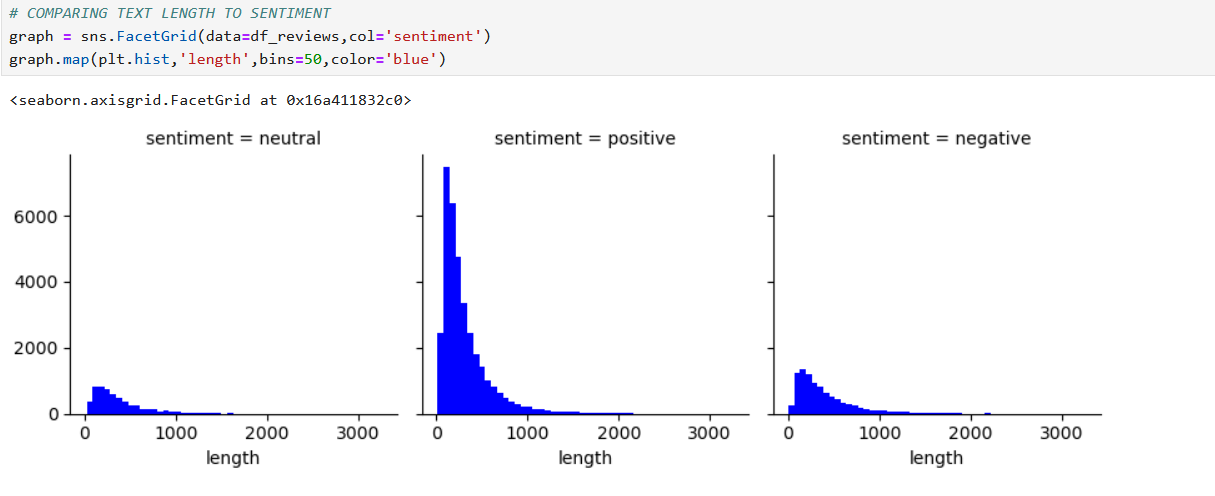 # COMPARING TEXT LENGTH TO SENTIMENT
graph = sns.FacetGrid(data=df_reviews,col='sentiment')
graph.map(plt.hist,'length',bins=50,color='blue')
<seaborn.axisgrid.FacetGrid at 0x16a411832c0>
sentiment = neutral
sentiment = positive
sentiment = negative
6000
4000
2000
0
0 1000 2000 3000
0 1000 2000 3000
0 1000 2000 3000
length
length
length